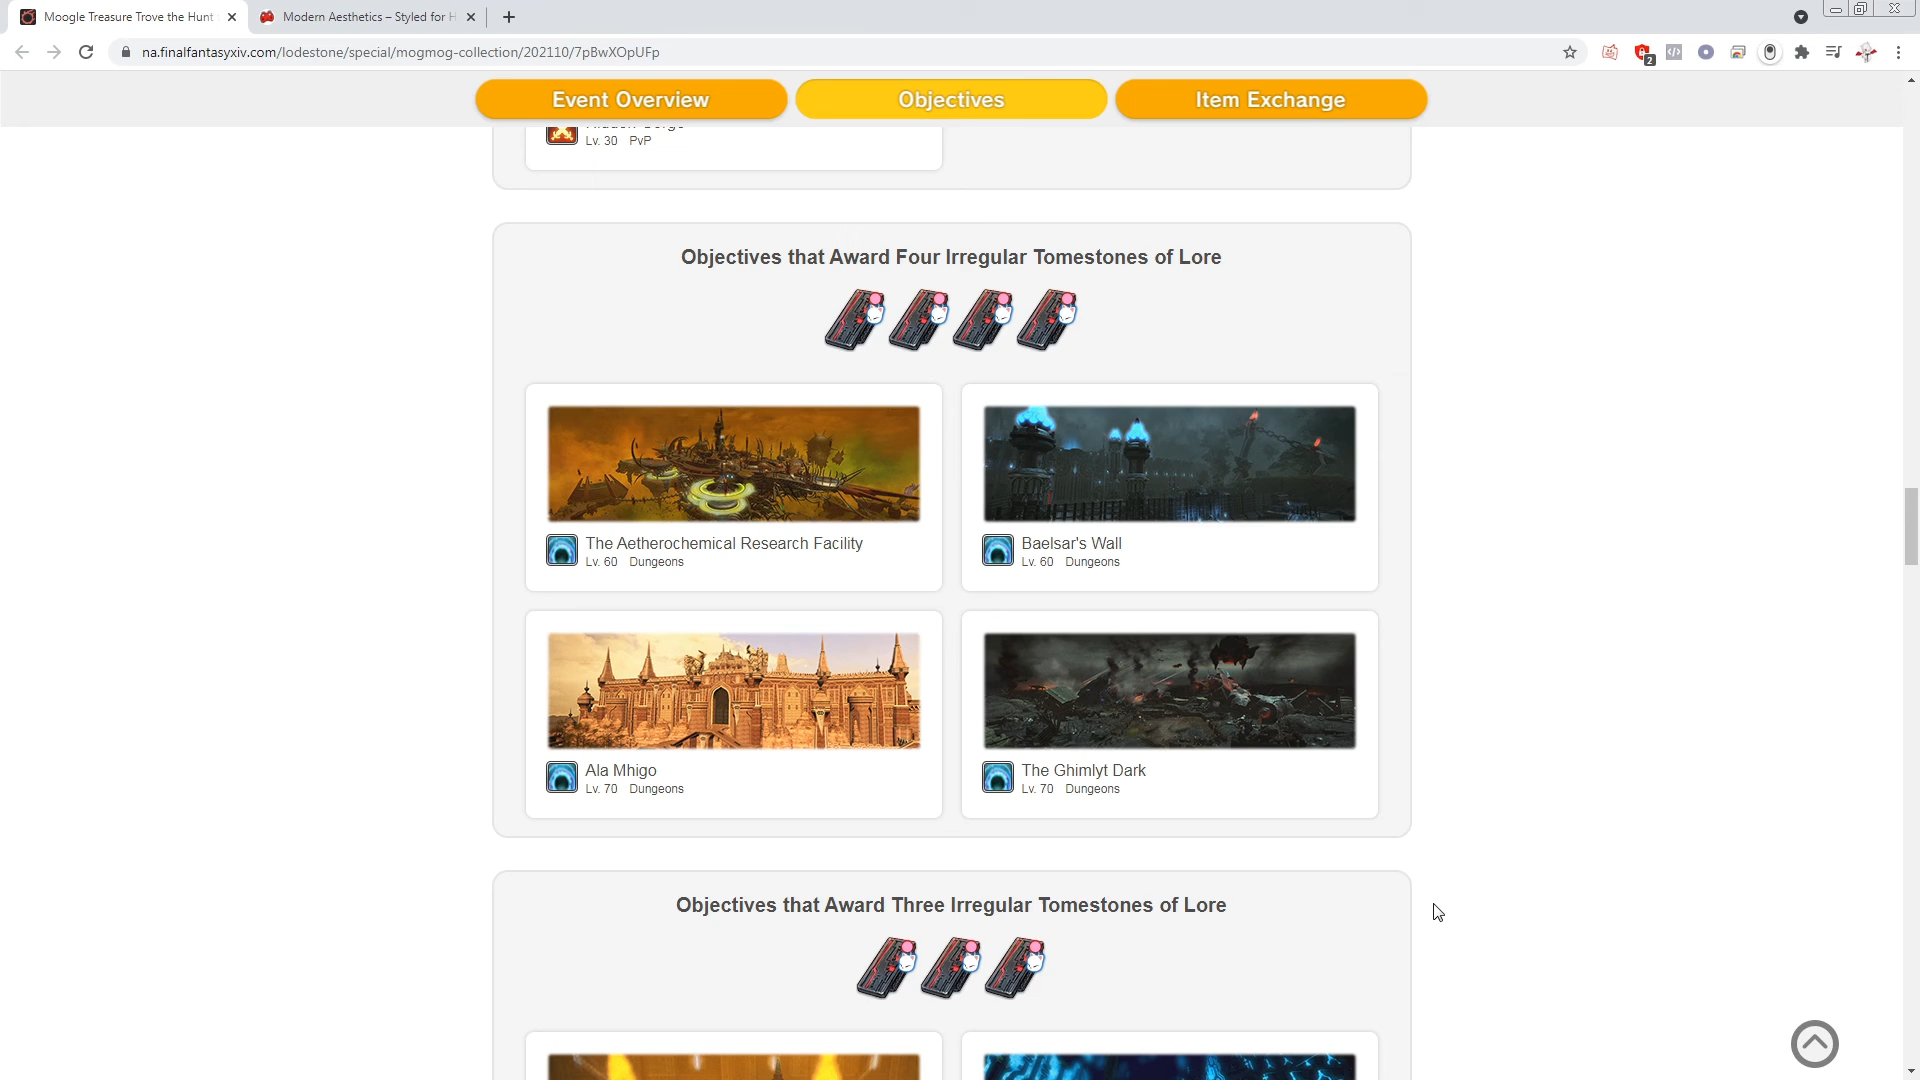 Moogle Treasure Trove the Hunt
Modern Aesthetics – Styled for H
na.finalfantasyxiv.com/lodestone/special/mogmog-collection/202110/7pBwXOpUFp
2
Event Overview
Objectives
Item Exchange
Lv. 30 PvP
Objectives that Award Four Irregular Tomestones of Lore
The Aetherochemical Research Facility
Lv. 60 Dungeons
Baelsar's Wall
Lv. 60 Dungeons
Ala Mhigo
Lv. 70 Dungeons
The Ghimlyt Dark
Lv. 70 Dungeons
Objectives that Award Three Irregular Tomestones of Lore